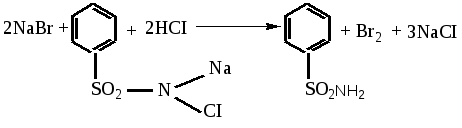 2NaBr + + 2HCl + Br₂ + 3NaCl
Na
SO₂ N SO₂NH₂
Cl